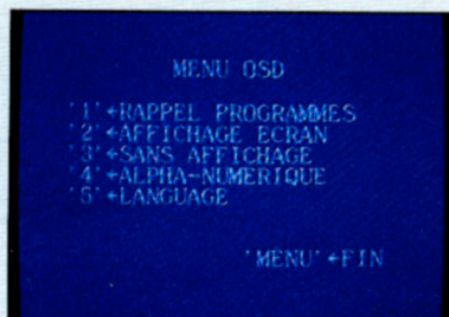 MENU OSD
'1'←RAPPEL PROGRAMMES
'2'←AFFICHAGE ECRAN
'3'←SANS AFFICHAGE
'4'←ALPHA-NUMERIQUE
'5'←LANGUAGE
'MENU'←FIN